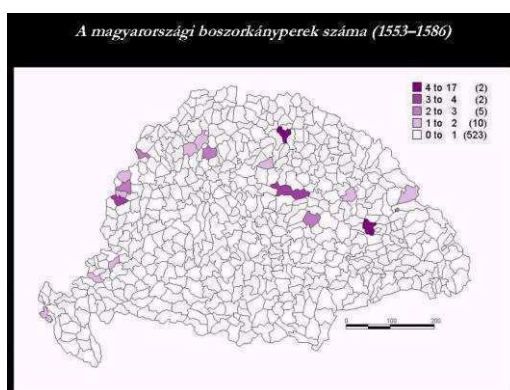 A magyarországi boszorkányperek száma (1553–1586)
4 to 17 (2)
3 to 4 (2)
2 to 3 (5)
1 to 2 (10)
0 to 1 (523)
0 100 200